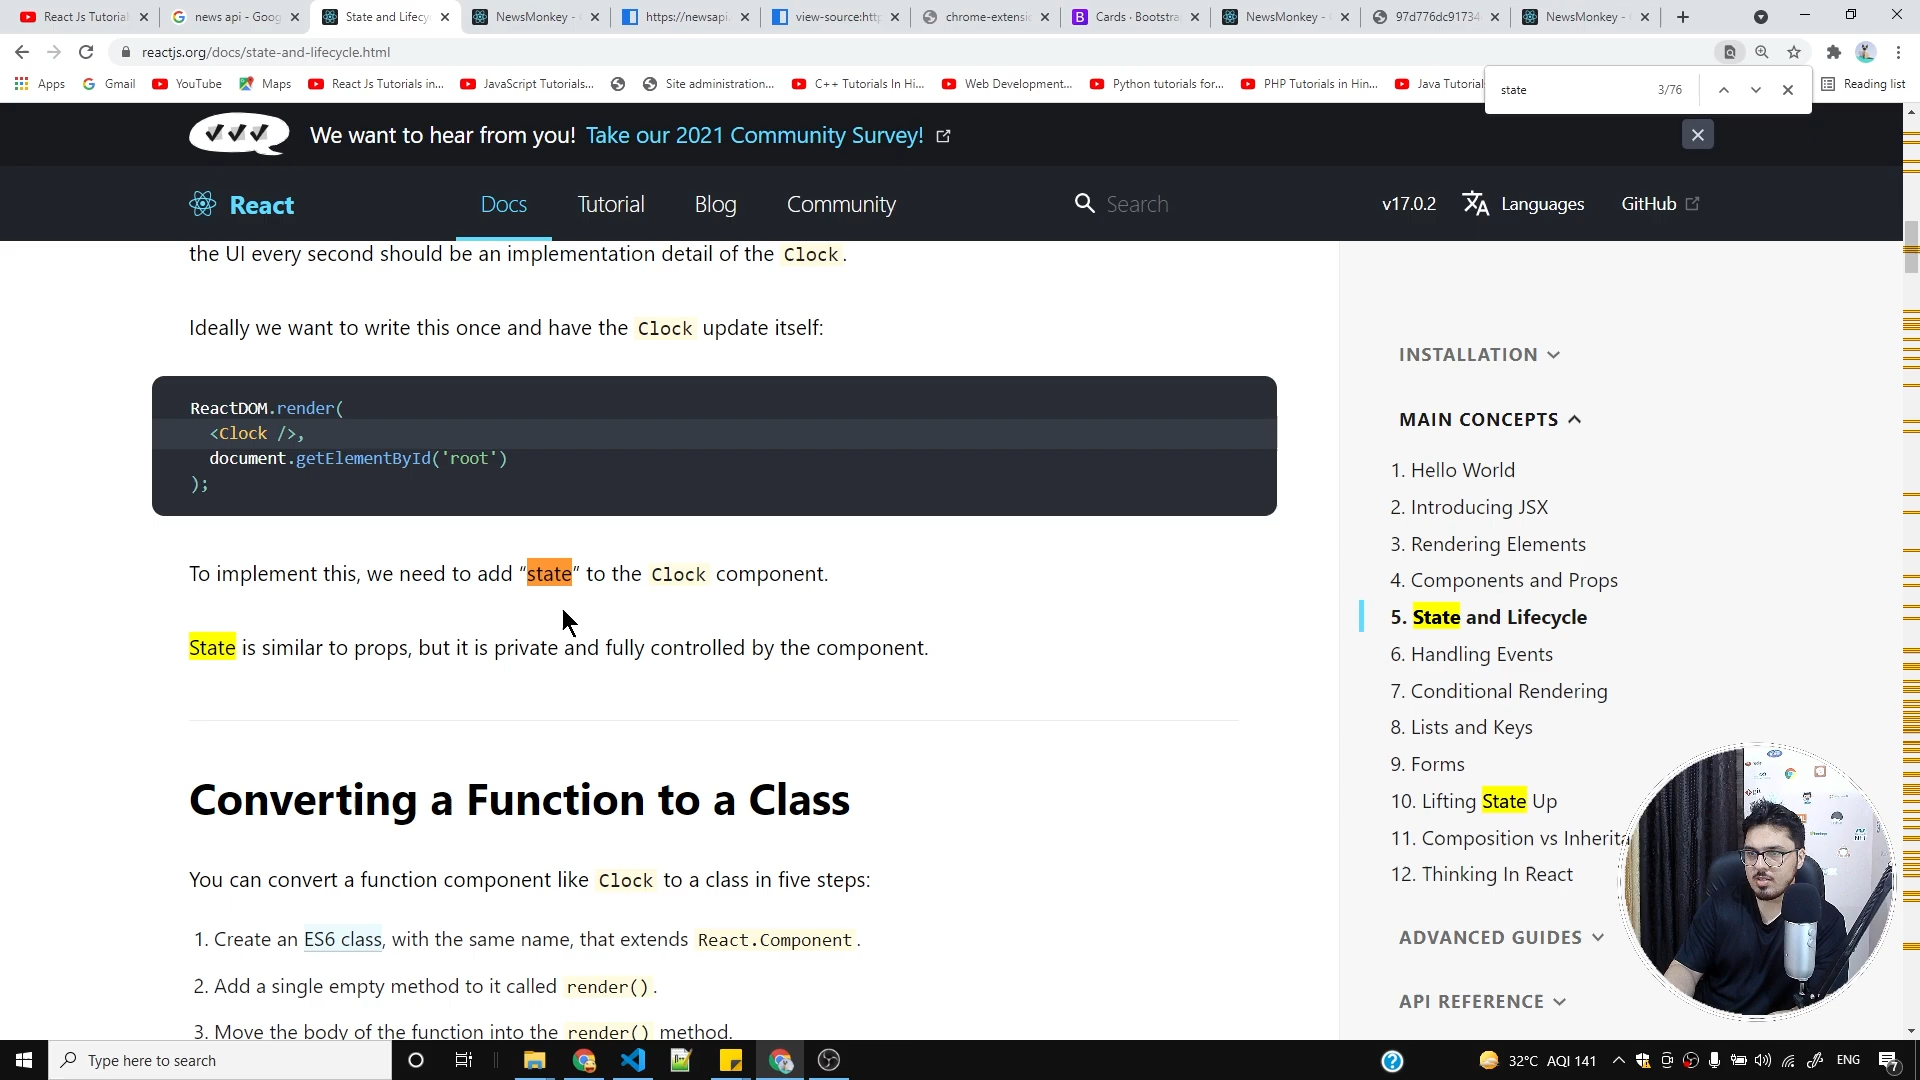 React Js Tutorial
news api - Goog
State and Lifecy
NewsMonkey -
https://newsapi.
view-source:http
chrome-extensi
Cards · Bootstra
NewsMonkey -
97d776dc91734
NewsMonkey -
reactjs.org/docs/state-and-lifecycle.html
Apps
Gmail
YouTube
Maps
React Js Tutorials in...
JavaScript Tutorials...
Site administration...
C++ Tutorials In Hi...
Web Development...
Python tutorials for...
PHP Tutorials in Hin...
Java Tutorial
Reading list
state
3/76
We want to hear from you! Take our 2021 Community Survey!
React
Docs
Tutorial
Blog
Community
Search
v17.0.2
Languages
GitHub
the UI every second should be an implementation detail of the Clock.
Ideally we want to write this once and have the Clock update itself:
ReactDOM.render(
<Clock />,
document.getElementById('root')
);
To implement this, we need to add “state” to the Clock component.
State is similar to props, but it is private and fully controlled by the component.
Converting a Function to a Class
You can convert a function component like Clock to a class in five steps:
1. Create an ES6 class, with the same name, that extends React.Component.
2. Add a single empty method to it called render().
3. Move the body of the function into the render() method.
INSTALLATION
MAIN CONCEPTS
1. Hello World
2. Introducing JSX
3. Rendering Elements
4. Components and Props
5. State and Lifecycle
6. Handling Events
7. Conditional Rendering
8. Lists and Keys
9. Forms
10. Lifting State Up
11. Composition vs Inherita
12. Thinking In React
ADVANCED GUIDES
API REFERENCE
Type here to search
32°C AQI 141
ENG
7